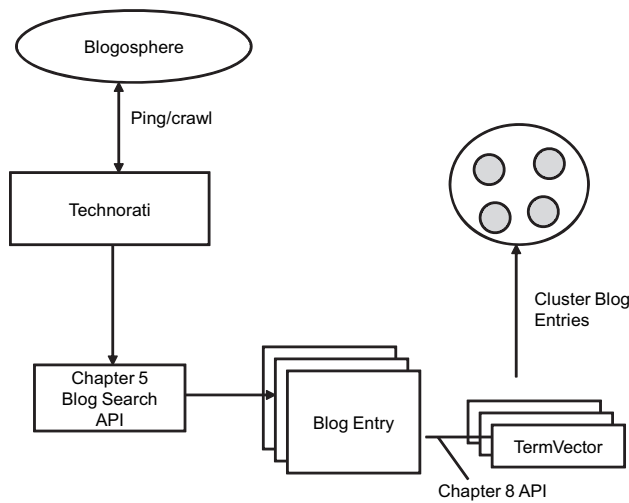 Blogosphere
Ping/crawl
Technorati
Chapter 5
Blog Search
API
Blog Entry
Cluster Blog
Entries
TermVector
Chapter 8 API